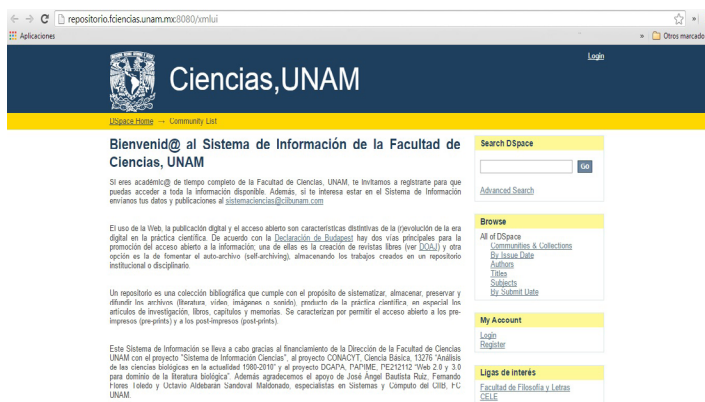 repositorio.fciencias.unam.mx:8080/xmlui
Aplicaciones
» Otros marcado
Ciencias,UNAM
Login
DSpace Home → Community List
Bienvenid@ al Sistema de Información de la Facultad de
Ciencias, UNAM
Si eres académic@ de tiempo completo de la Facultad de Ciencias, UNAM, te invitamos a registrarte para que
puedas acceder a toda la información disponible. Además, si te interesa estar en el Sistema de Información
envíanos tus datos y publicaciones al sistemaciencias@ciibunam.com
El uso de la Web, la publicación digital y el acceso abierto son características distintivas de la (r)evolución de la era
digital en la práctica científica. De acuerdo con la Declaración de Budapest hay dos vías principales para la
promoción del acceso abierto a la información; una de ellas es la creación de revistas libres (ver DOAJ) y otra
opción es la de fomentar el auto-archivo (self-archiving), almacenando los trabajos creados en un repositorio
institucional o disciplinario.
Un repositorio es una colección bibliográfica que cumple con el propósito de sistematizar, almacenar, preservar y
difundir los archivos (literatura, video, imágenes o sonido), producto de la práctica científica, en especial los
artículos de investigación, libros, capítulos y memorias. Se caracterizan por permitir el acceso abierto a los pre-
impresos (pre-prints) y a los post-impresos (post-prints).
Este Sistema de Información se lleva a cabo gracias al financiamiento de la Dirección de la Facultad de Ciencias
UNAM con el proyecto "Sistema de Información Ciencias", al proyecto CONACYT, Ciencia Básica, 13276 "Análisis
de las ciencias biológicas en la actualidad 1980-2010" y al proyecto DGAPA, PAPIME, PE212112 "Web 2.0 y 3.0
para dominio de la literatura biológica". Además agradecemos el apoyo de José Ángel Bautista Ruiz, Fernando
Flores Toledo y Octavio Aldebarán Sandoval Maldonado, especialistas en Sistemas y Computo del CIIB, FC
UNAM.
Search DSpace
Go
Advanced Search
Browse
All of DSpace
Communities & Collections
By Issue Date
Authors
Titles
Subjects
By Submit Date
My Account
Login
Register
Ligas de interés
Facultad de Filosofía y Letras
CELE